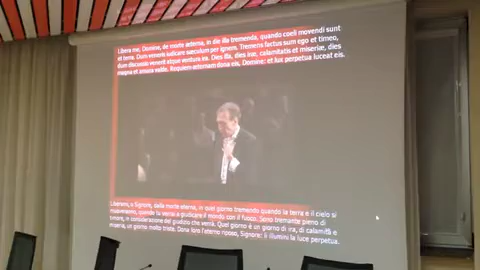 Libera me, Domine, de morte aeterna, in die illa tremenda, quando coeli movendi sunt
et terra. Dum veneris iudicare saeculum per ignem. Tremens factus sum ego et timeo,
dum discussio venerit atque ventura ira. Dies illa, dies irae, calamitatis et miseriae, dies
magna et amara valde. Requiem aeternam dona eis, Domine: et lux perpetua luceat eis.
Liberami, o Signore, dalla morte eterna, in quel giorno tremendo quando la terra e il cielo si
muoveranno, quando tu verrai a giudicare il mondo con il fuoco. Sono tremante pieno di
timore, in considerazione del giudizio che verrà. Quel giorno è un giorno di ira, di calamità e
miseria, un giorno molto triste. Dona loro l'eterno riposo, Signore: li illumini la luce perpetua.